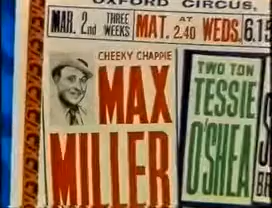 OXFORD CIRCUS,
MAR. 2nd THREE WEEKS MAT. AT 2.40 WEDS. 6.15
CHEEKY CHAPPIE
MAX
MILLER
TWO TON
TESSIE
O'SHEA